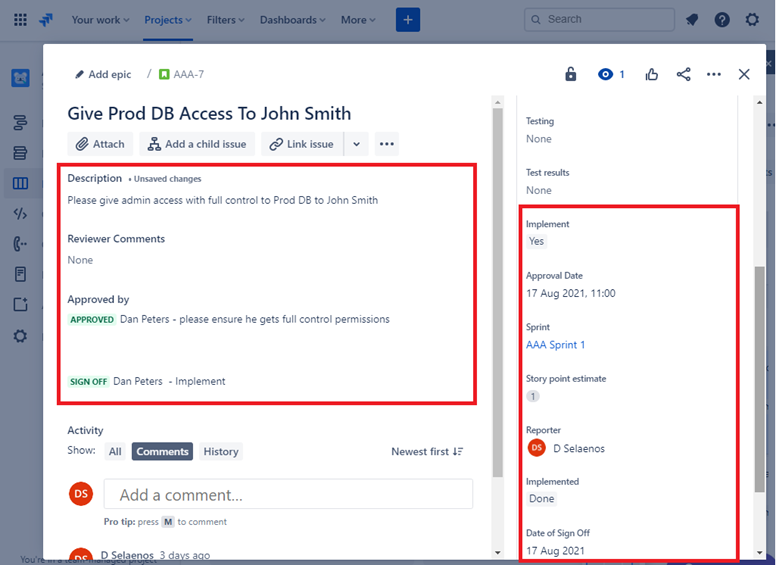 Your work Projects Filters Dashboards More + Search
Add epic / AAA-7 1
Give Prod DB Access To John Smith
Attach Add a child issue Link issue
Description • Unsaved changes
Please give admin access with full control to Prod DB to John Smith
Reviewer Comments
None
Approved by
APPROVED Dan Peters - please ensure he gets full control permissions
SIGN OFF Dan Peters - Implement
Activity
Show: All Comments History Newest first
DS Add a comment...
Pro tip: press M to comment
DS D Selaenos 3 days ago
You're in a team-managed project
Testing
None
Test results
None
Implement
Yes
Approval Date
17 Aug 2021, 11:00
Sprint
AAA Sprint 1
Story point estimate
1
Reporter
DS D Selaenos
Implemented
Done
Date of Sign Off
17 Aug 2021